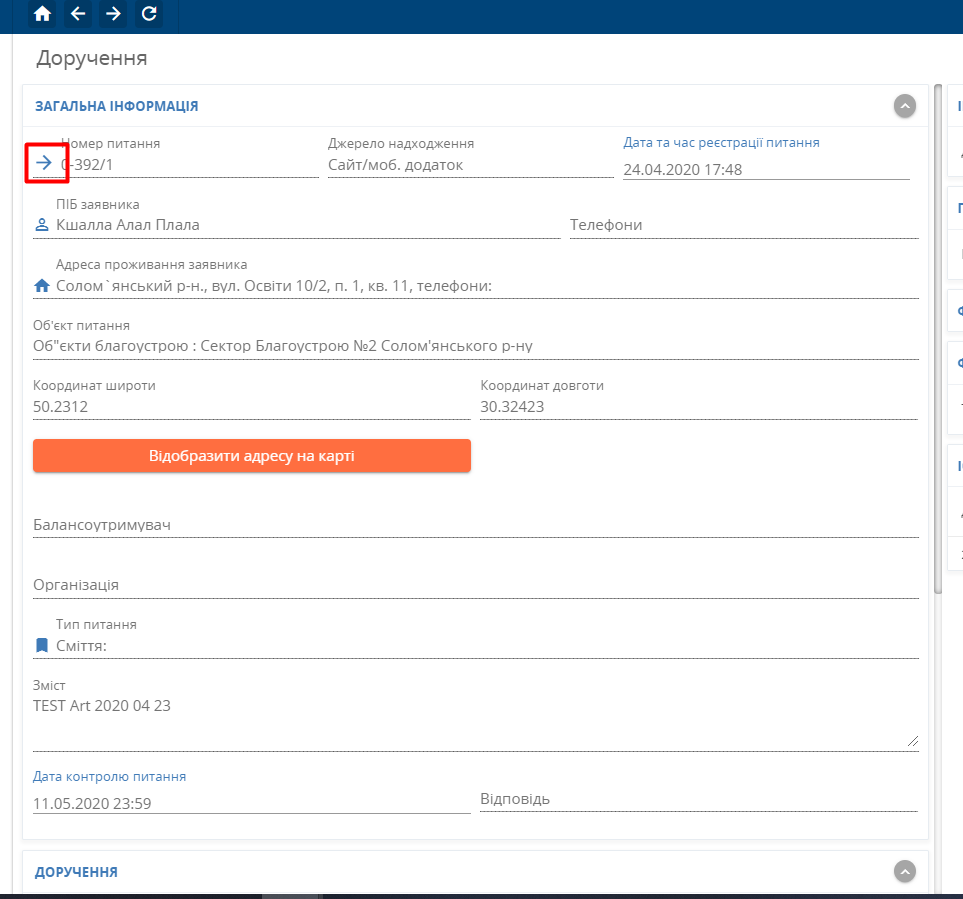 Доручення
ЗАГАЛЬНА ІНФОРМАЦІЯ
Номер питання
Джерело надходження
Дата та час реєстрації питання
0-392/1
Сайт/моб. додаток
24.04.2020 17:48
ПІБ заявника
Кшалла Алал Плала
Телефони
Адреса проживання заявника
Солом`янський р-н., вул. Освіти 10/2, п. 1, кв. 11, телефони:
Об'єкт питання
Об"єкти благоустрою : Сектор Благоустрою №2 Солом'янського р-ну
Координат широти
Координат довготи
50.2312
30.32423
Відобразити адресу на карті
Балансоутримувач
Організація
Тип питання
Сміття:
Зміст
TEST Art 2020 04 23
Дата контролю питання
11.05.2020 23:59
Відповідь
ДОРУЧЕННЯ